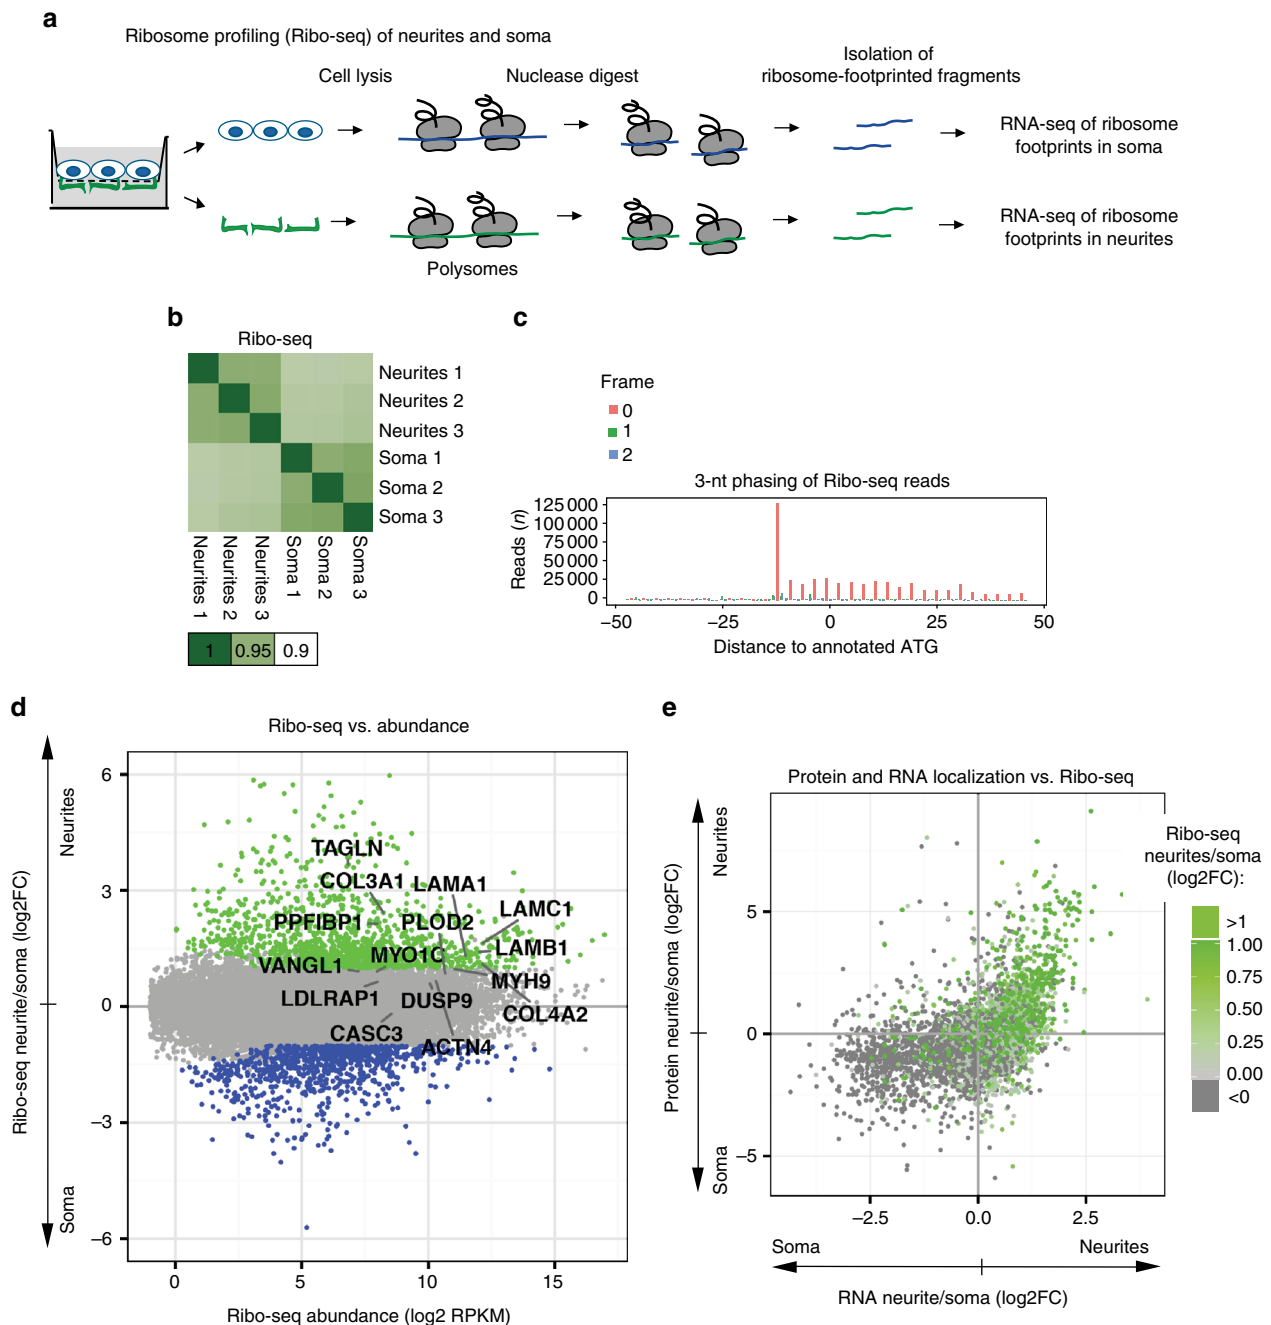 a
Ribosome profiling (Ribo-seq) of neurites and soma
Cell lysis
Nuclease digest
Isolation of
ribosome-footprinted fragments
RNA-seq of ribosome
footprints in soma
Polysomes
RNA-seq of ribosome
footprints in neurites
b
Ribo-seq
Neurites 1
Neurites 2
Neurites 3
Soma 1
Soma 2
Soma 3
Neurites 1
Neurites 2
Neurites 3
Soma 1
Soma 2
Soma 3
1 0.95 0.9
c
Frame
0
1
2
3-nt phasing of Ribo-seq reads
Reads (n)
125 000
100 000
75 000
50 000
25 000
0
−50 −25 0 25 50
Distance to annotated ATG
d
Ribo-seq vs. abundance
Neurites
Soma
Ribo-seq neurite/soma (log2FC)
6
3
0
−3
−6
TAGLN
COL3A1
LAMA1
LAMC1
PPFIBP1
PLOD2
LAMB1
MYO1C
VANGL1
MYH9
LDLRAP1
DUSP9
COL4A2
CASC3
ACTN4
0 5 10 15
Ribo-seq abundance (log2 RPKM)
e
Protein and RNA localization vs. Ribo-seq
Neurites
Soma
Protein neurite/soma (log2FC)
5
0
−5
−2.5 0.0 2.5
Soma
Neurites
RNA neurite/soma (log2FC)
Ribo-seq
neurites/soma
(log2FC):
>1
1.00
0.75
0.50
0.25
0.00
<0